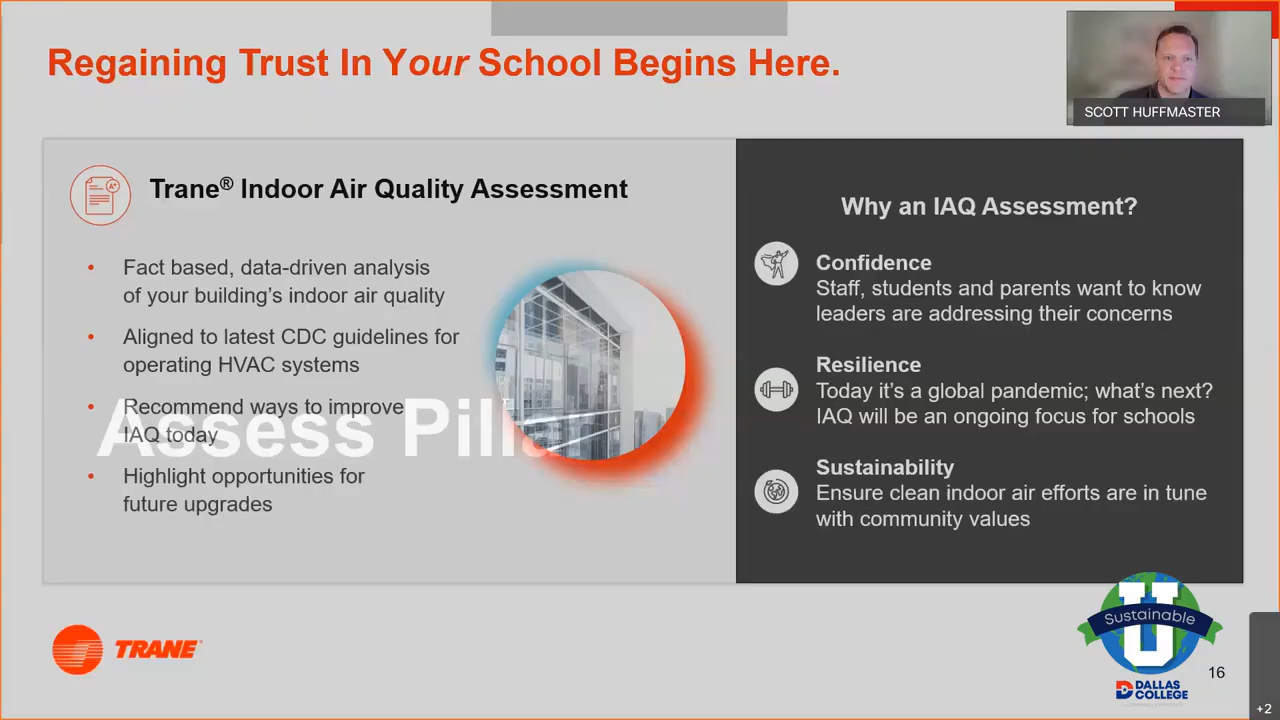 Regaining Trust In Your School Begins Here.
SCOTT HUFFMASTER
Trane® Indoor Air Quality Assessment
• Fact based, data-driven analysis
of your building's indoor air quality
• Aligned to latest CDC guidelines for
operating HVAC systems
• Recommend ways to improve
IAQ today
• Highlight opportunities for
future upgrades
Assess
Why an IAQ Assessment?
Confidence
Staff, students and parents want to know
leaders are addressing their concerns
Resilience
Today it's a global pandemic; what's next?
IAQ will be an ongoing focus for schools
Sustainability
Ensure clean indoor air efforts are in tune
with community values
TRANE
Sustainable
U
DALLAS
COLLEGE
16
+2